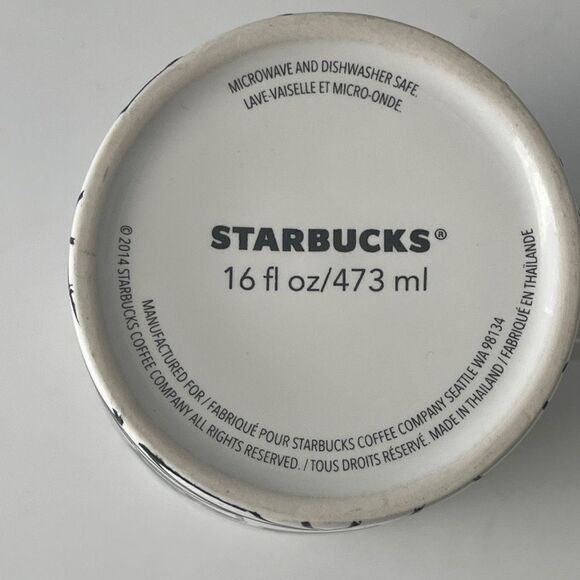 MICROWAVE AND DISHWASHER SAFE.
LAVE-VAISELLE ET MICRO-ONDE.
STARBUCKS®
16 fl oz/473 ml
MANUFACTURED FOR / FABRIQUÉ POUR STARBUCKS COFFEE COMPANY SEATTLE WA 98134
© 2014 STARBUCKS COFFEE COMPANY ALL RIGHTS RESERVED. / TOUS DROITS RÉSERVÉ. MADE IN THAILAND / FABRIQUÉ EN THAÏLANDE